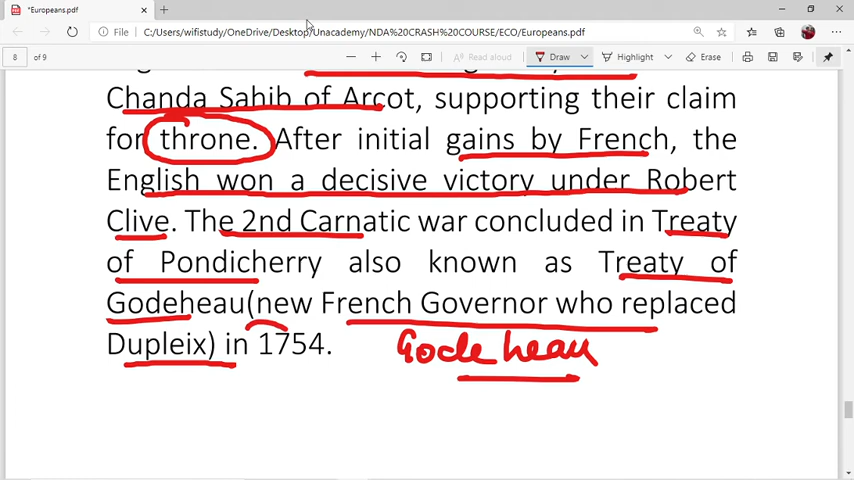 *Europeans.pdf
File
C:/Users/wifistudy/OneDrive/Desktop/Unacademy/NDA%20CRASH%20COURSE/ECO/Europeans.pdf
8 of 9
Read aloud
Draw
Highlight
Erase
Chanda Sahib of Arcot, supporting their claim
for throne. After initial gains by French, the
English won a decisive victory under Robert
Clive. The 2nd Carnatic war concluded in Treaty
of Pondicherry also known as Treaty of
Godeheau(new French Governor who replaced
Dupleix) in 1754.
Godeheau